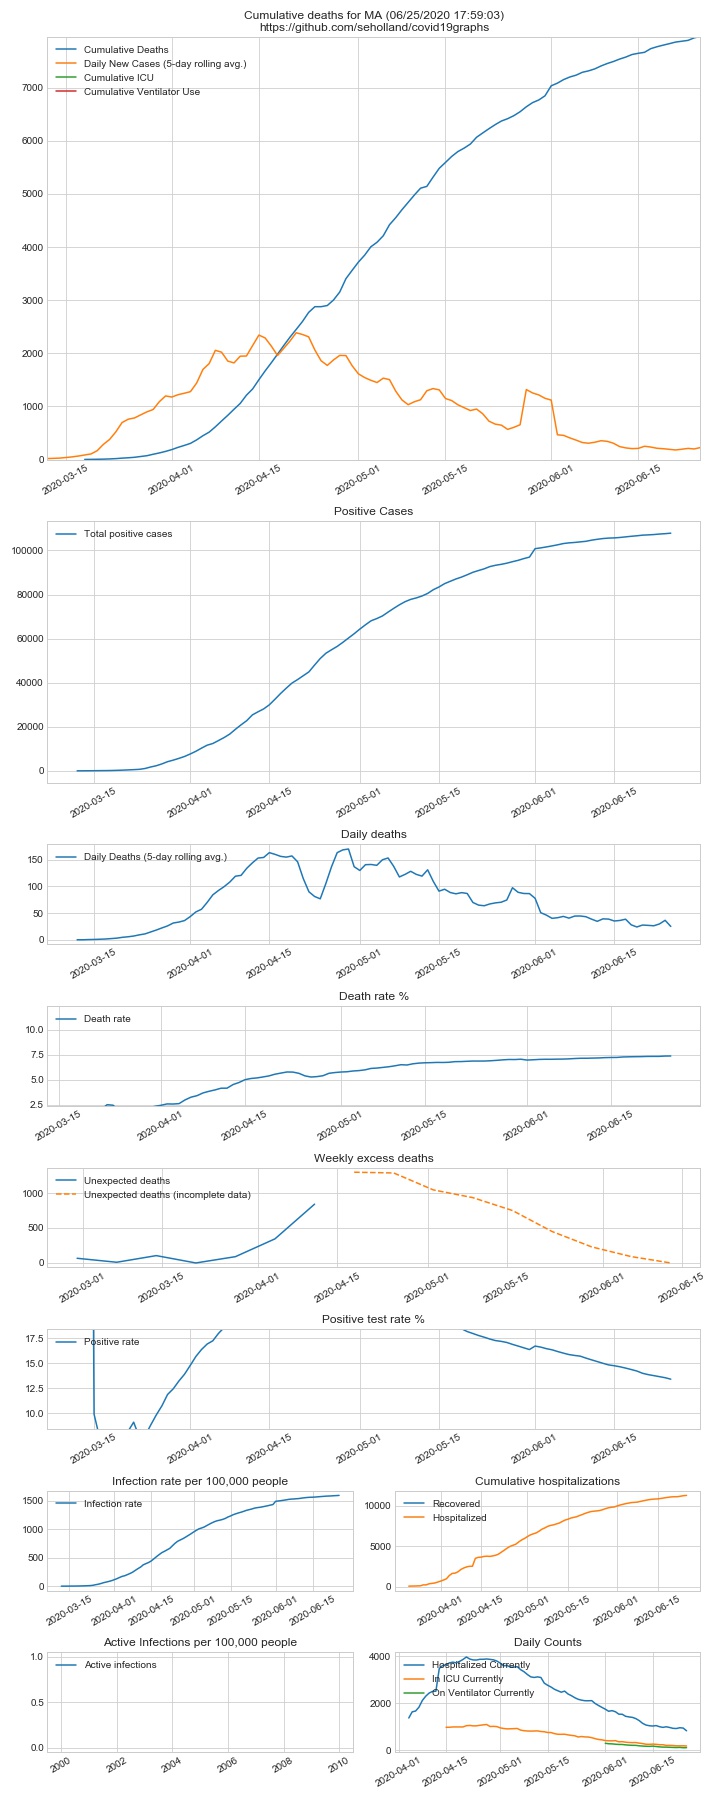 Cumulative deaths for MA (06/25/2020 17:59:03)
https://github.com/seholland/covid19graphs
Cumulative Deaths
Daily New Cases (5-day rolling avg.)
Cumulative ICU
Cumulative Ventilator Use
7000
6000
5000
4000
3000
2000
1000
0
2020-03-15 2020-04-01 2020-04-15 2020-05-01 2020-05-15 2020-06-01 2020-06-15
Positive Cases
Total positive cases
100000
80000
60000
40000
20000
0
2020-03-15 2020-04-01 2020-04-15 2020-05-01 2020-05-15 2020-06-01 2020-06-15
Daily deaths
Daily Deaths (5-day rolling avg.)
150
100
50
0
2020-03-15 2020-04-01 2020-04-15 2020-05-01 2020-05-15 2020-06-01 2020-06-15
Death rate %
Death rate
10.0
7.5
5.0
2.5
2020-03-15 2020-04-01 2020-04-15 2020-05-01 2020-05-15 2020-06-01 2020-06-15
Weekly excess deaths
Unexpected deaths
Unexpected deaths (incomplete data)
1000
500
0
2020-03-01 2020-03-15 2020-04-01 2020-04-15 2020-05-01 2020-05-15 2020-06-01 2020-06-15
Positive test rate %
Positive rate
17.5
15.0
12.5
10.0
2020-03-15 2020-04-01 2020-04-15 2020-05-01 2020-05-15 2020-06-01 2020-06-15
Infection rate per 100,000 people
Infection rate
1500
1000
500
0
2020-03-15 2020-04-01 2020-04-15 2020-05-01 2020-05-15 2020-06-01 2020-06-15
Cumulative hospitalizations
Recovered
Hospitalized
10000
5000
0
2020-04-01 2020-04-15 2020-05-01 2020-05-15 2020-06-01 2020-06-15
Active Infections per 100,000 people
Active infections
1.0
0.5
0.0
2000 2002 2004 2006 2008 2010
Daily Counts
Hospitalized Currently
In ICU Currently
On Ventilator Currently
4000
2000
0
2020-04-01 2020-04-15 2020-05-01 2020-05-15 2020-06-01 2020-06-15